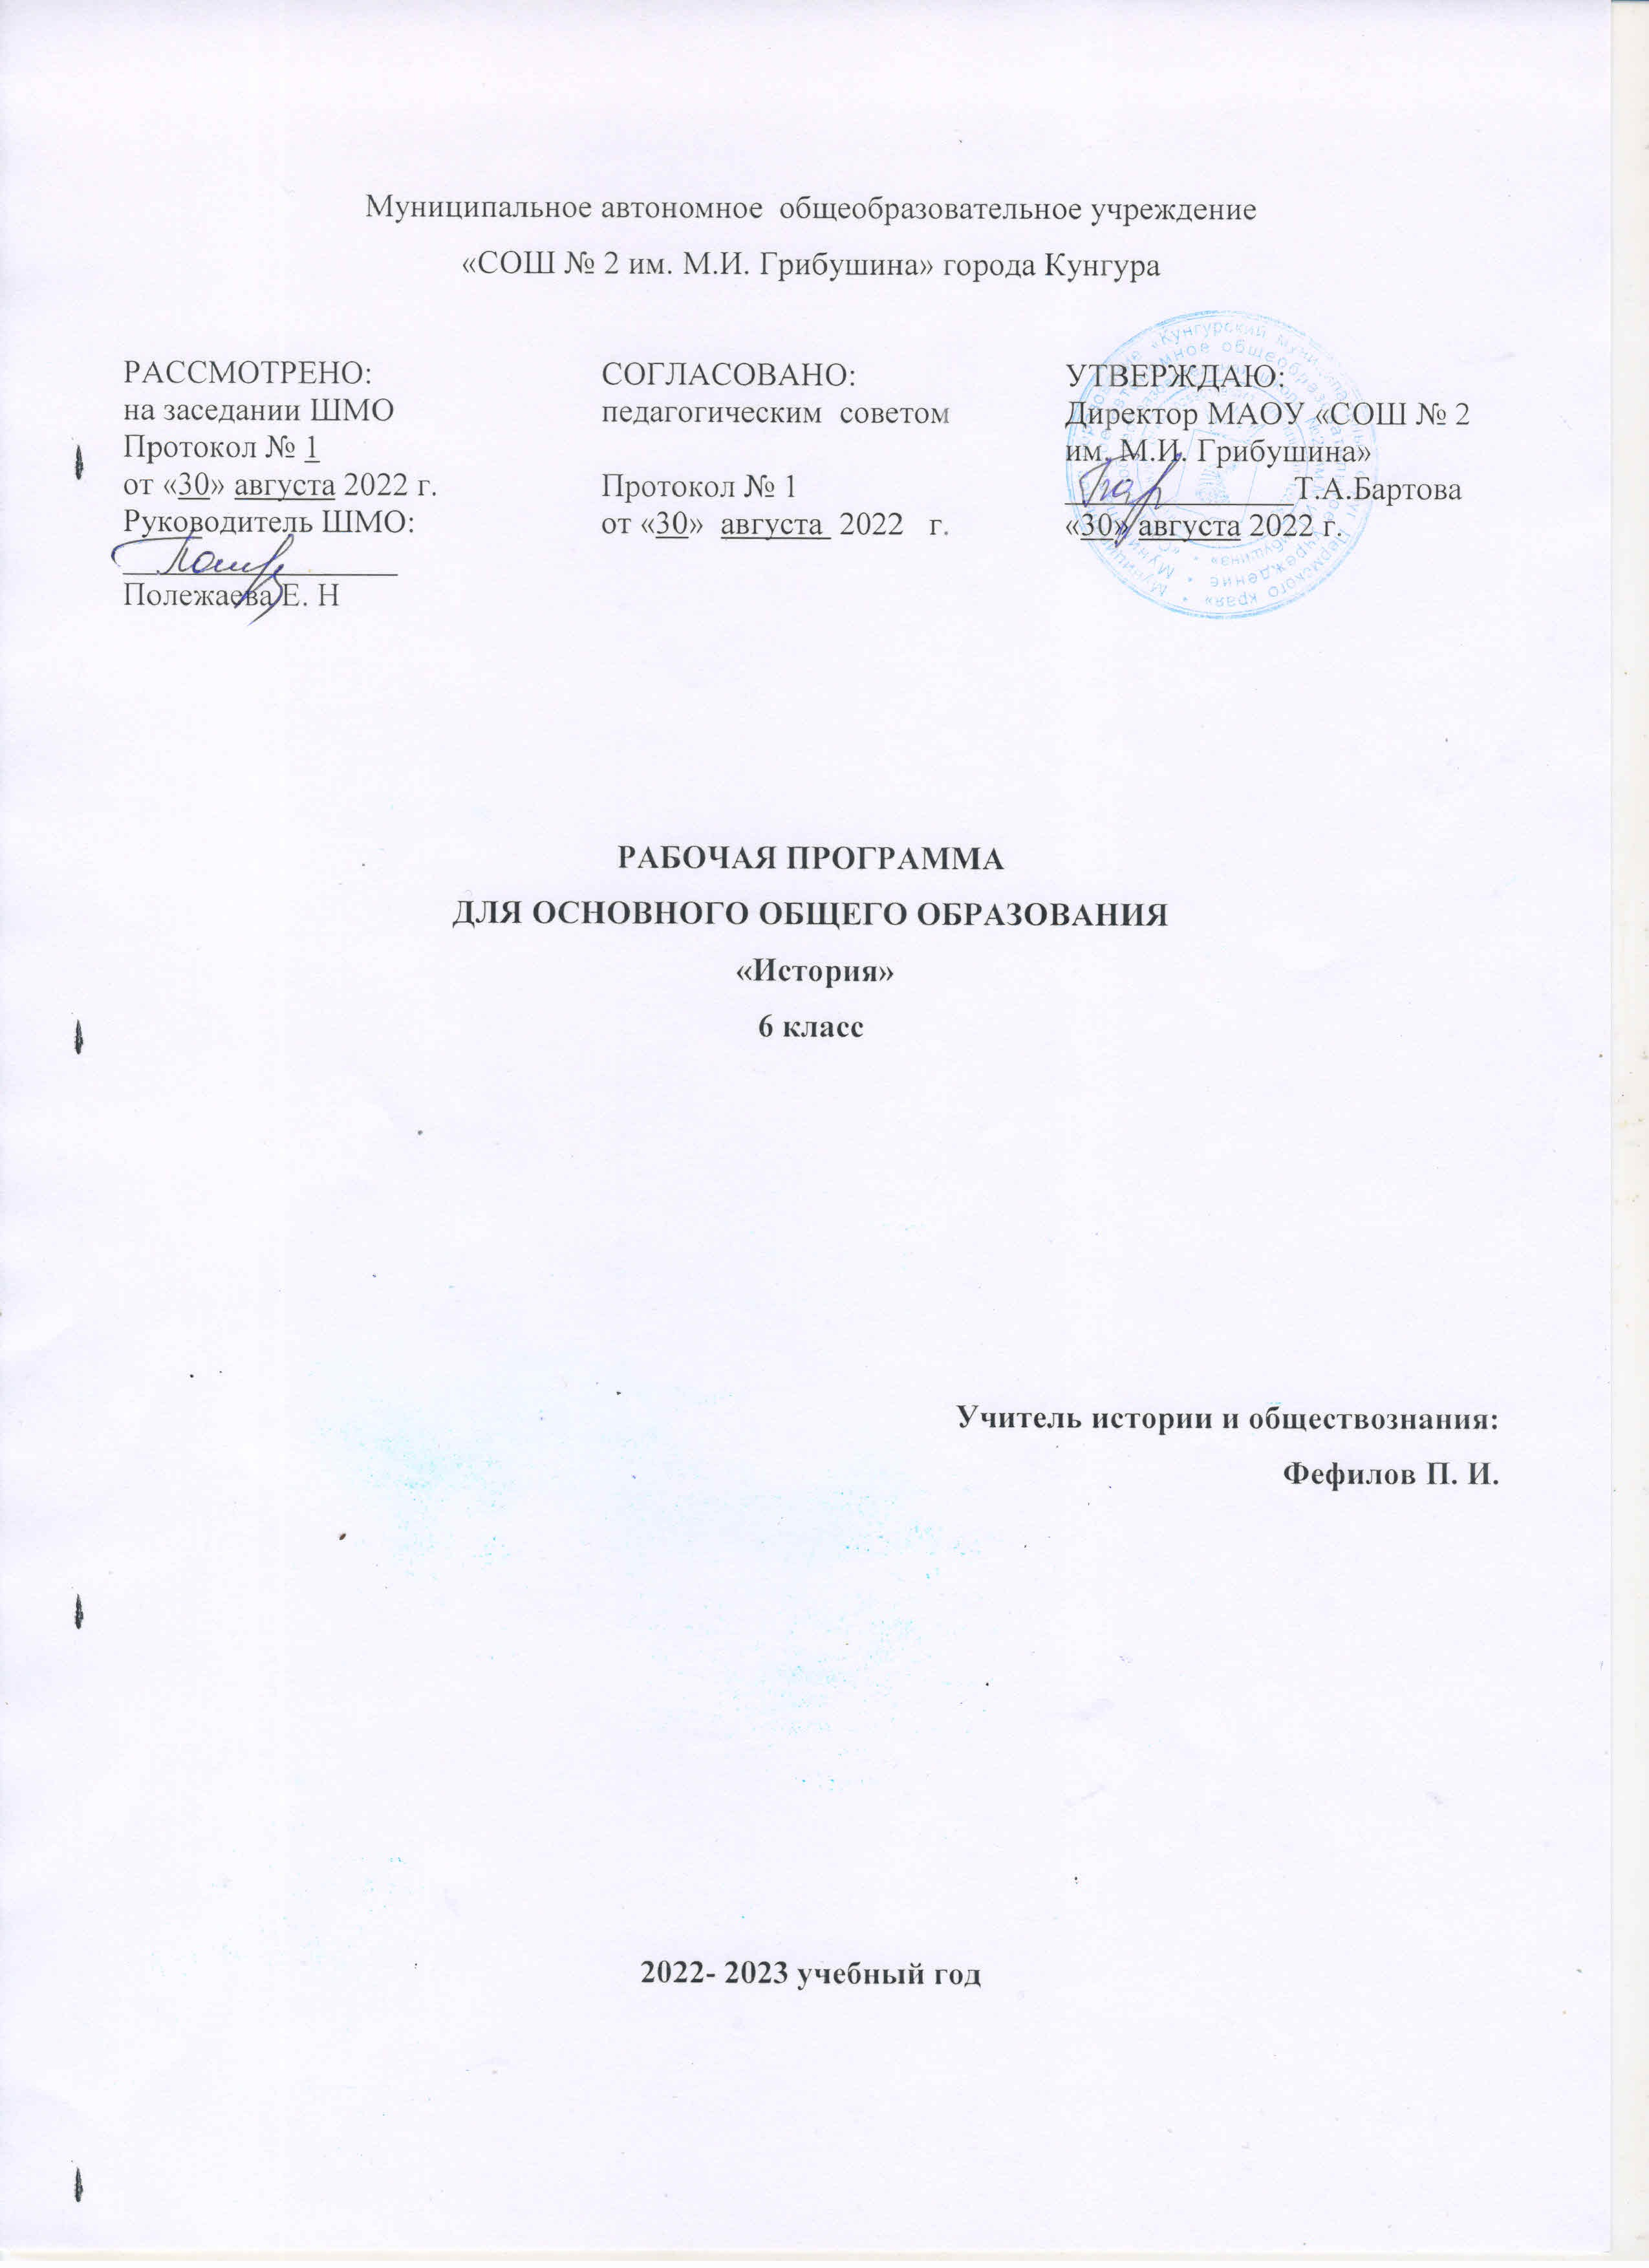 Муниципальное автономное общеобразовательное учреждение
«СОШ № 2 им. М.И. Грибушина» города Кунгура
РАССМОТРЕНО:
на заседании ШМО
Протокол № 1
от «30» августа 2022 г.
Руководитель ШМО:
Полежаева Е. Н
СОГЛАСОВАНО:
педагогическим советом
Протокол № 1
от «30» августа 2022 г.
УТВЕРЖДАЮ:
Директор МАОУ «СОШ № 2
им. М.И. Грибушина»
Т.А.Бартова
«30» августа 2022 г.
РАБОЧАЯ ПРОГРАММА
ДЛЯ ОСНОВНОГО ОБЩЕГО ОБРАЗОВАНИЯ
«История»
6 класс
Учитель истории и обществознания:
Фефилов П. И.
2022- 2023 учебный год